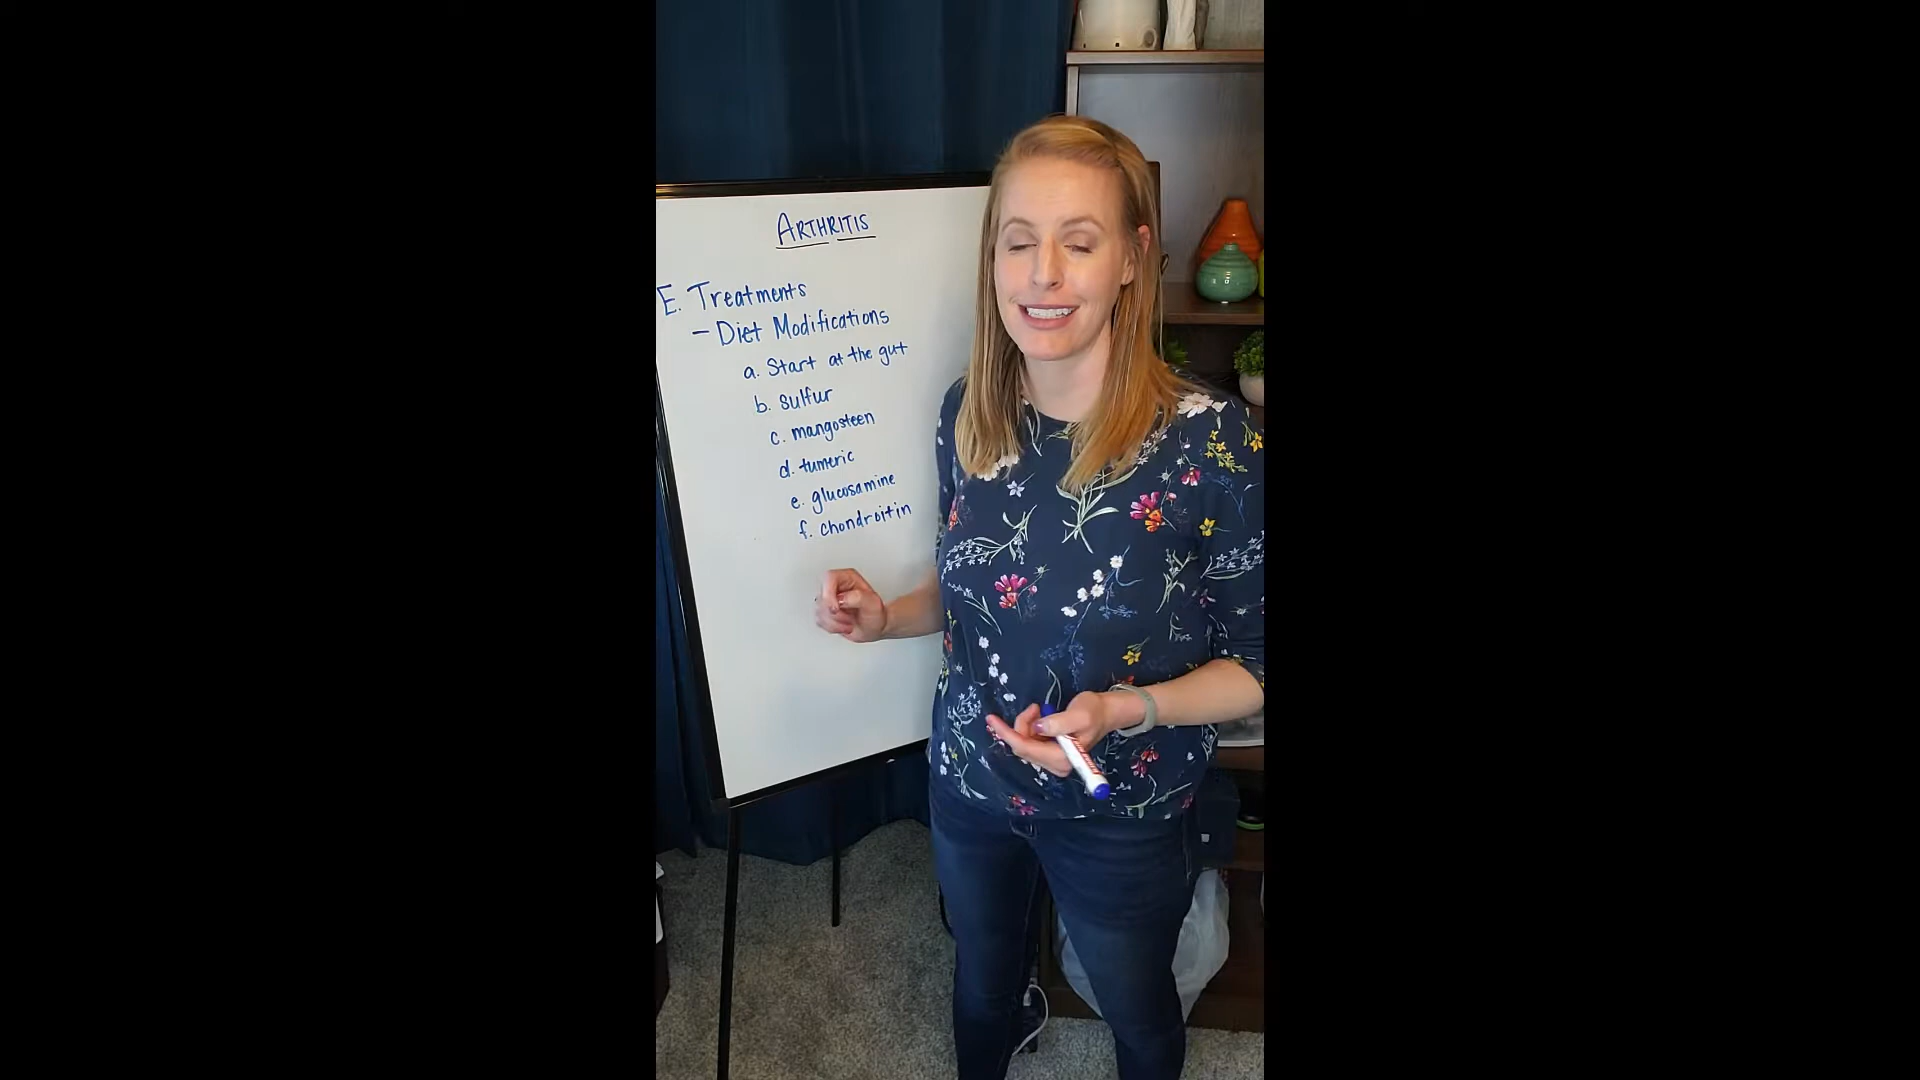 ARTHRITIS
E. Treatments
- Diet Modifications
a. Start at the gut
b. sulfur
c. mangosteen
d. tumeric
e. glucosamine
f. chondroitin